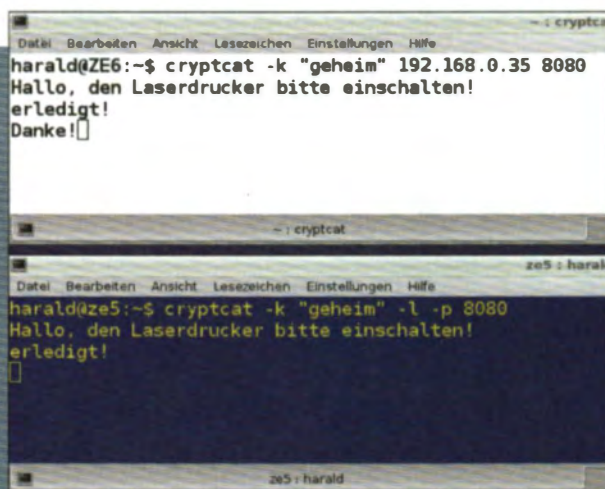 ~ : cryptca
Datei Bearbeiten Ansicht Lesezeichen Einstellungen Hilfe
harald@ZE6:~$ cryptcat -k "geheim" 192.168.0.35 8080
Hallo, den Laserdrucker bitte einschalten!
erledigt!
Danke!
~ : cryptcat
ze5 : haral
Datei Bearbeiten Ansicht Lesezeichen Einstellungen Hilfe
harald@ze5:~$ cryptcat -k "geheim" -l -p 8080
Hallo, den Laserdrucker bitte einschalten!
erledigt!
ze5 : harald